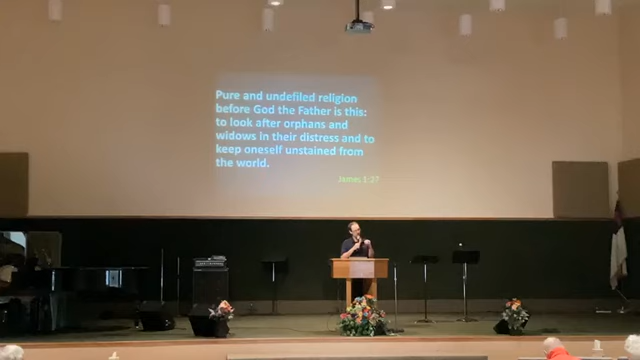 Pure and undefiled religion
before God the Father is this:
to look after orphans and
widows in their distress and to
keep oneself unstained from
the world.
James 1:27